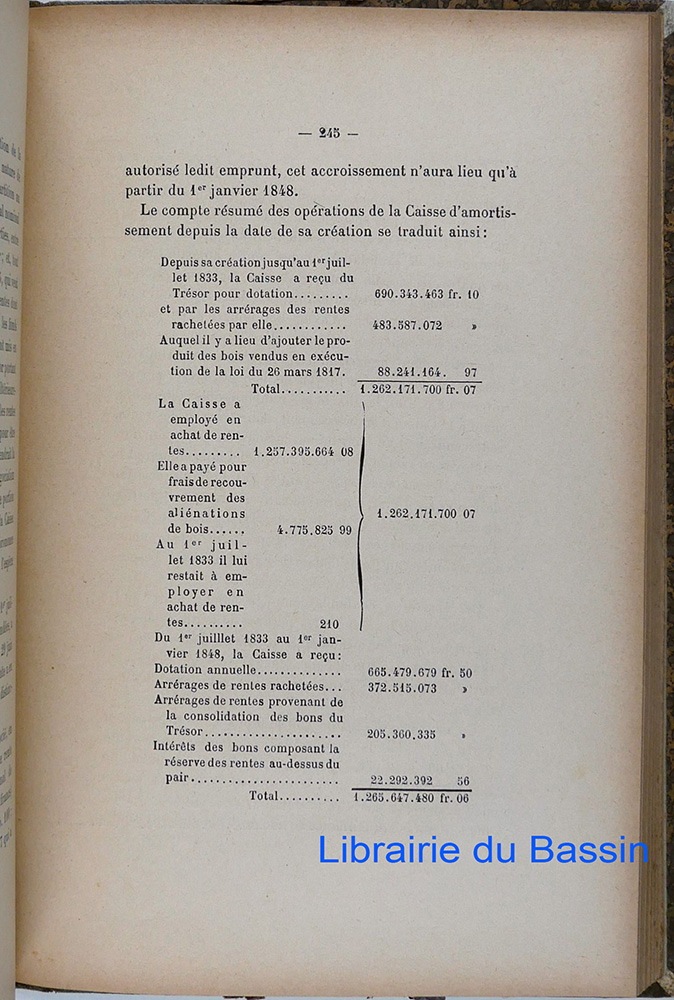 — 245 —
autorisé ledit emprunt, cet accroissement n'aura lieu qu'à
partir du 1er janvier 1848.
Le compte résumé des opérations de la Caisse d'amortis-
sement depuis la date de sa création se traduit ainsi:
Depuis sa création jusqu'au 1er juil-
let 1833, la Caisse a reçu du
Trésor pour dotation......... 690.343.463 fr. 10
et par les arrérages des rentes
rachetées par elle............ 483.587.072 »
Auquel il y a lieu d'ajouter le pro-
duit des bois vendus en exécu-
tion de la loi du 26 mars 1817. 88.241.164. 97
Total........... 1.262.171.700 fr. 07
La Caisse a
employé en
achat de ren-
tes......... 1.257.395.664 08
Elle a payé pour
frais de recou-
vrement des
aliénations 1.262.171.700 07
de bois...... 4.775.825 99
Au 1er juil-
let 1833 il lui
restait à em-
ployer en
achat de ren-
tes.......... 210
Du 1er juilllet 1833 au 1er jan-
vier 1848, la Caisse a reçu:
Dotation annuelle.............. 665.479.679 fr. 50
Arrérages de rentes rachetées... 372.515.073 »
Arrérages de rentes provenant de
la consolidation des bons du
Trésor...................... 205.360.335 »
Intérêts des bons composant la
réserve des rentes au-dessus du
pair........................ 22.292.392 56
Total.......... 1.265.647.480 fr. 06
Librairie du Bassin